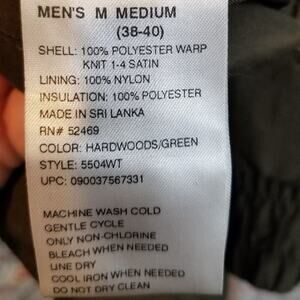 MEN'S M MEDIUM
(38-40)
SHELL: 100% POLYESTER WARP
KNIT 1-4 SATIN
LINING: 100% NYLON
INSULATION: 100% POLYESTER
MADE IN SRI LANKA
RN# 52469
COLOR: HARDWOODS/GREEN
STYLE: 5504WT
UPC: 090037567331
MACHINE WASH COLD
GENTLE CYCLE
ONLY NON-CHLORINE
BLEACH WHEN NEEDED
LINE DRY
COOL IRON WHEN NEEDED
DO NOT DRY CLEAN